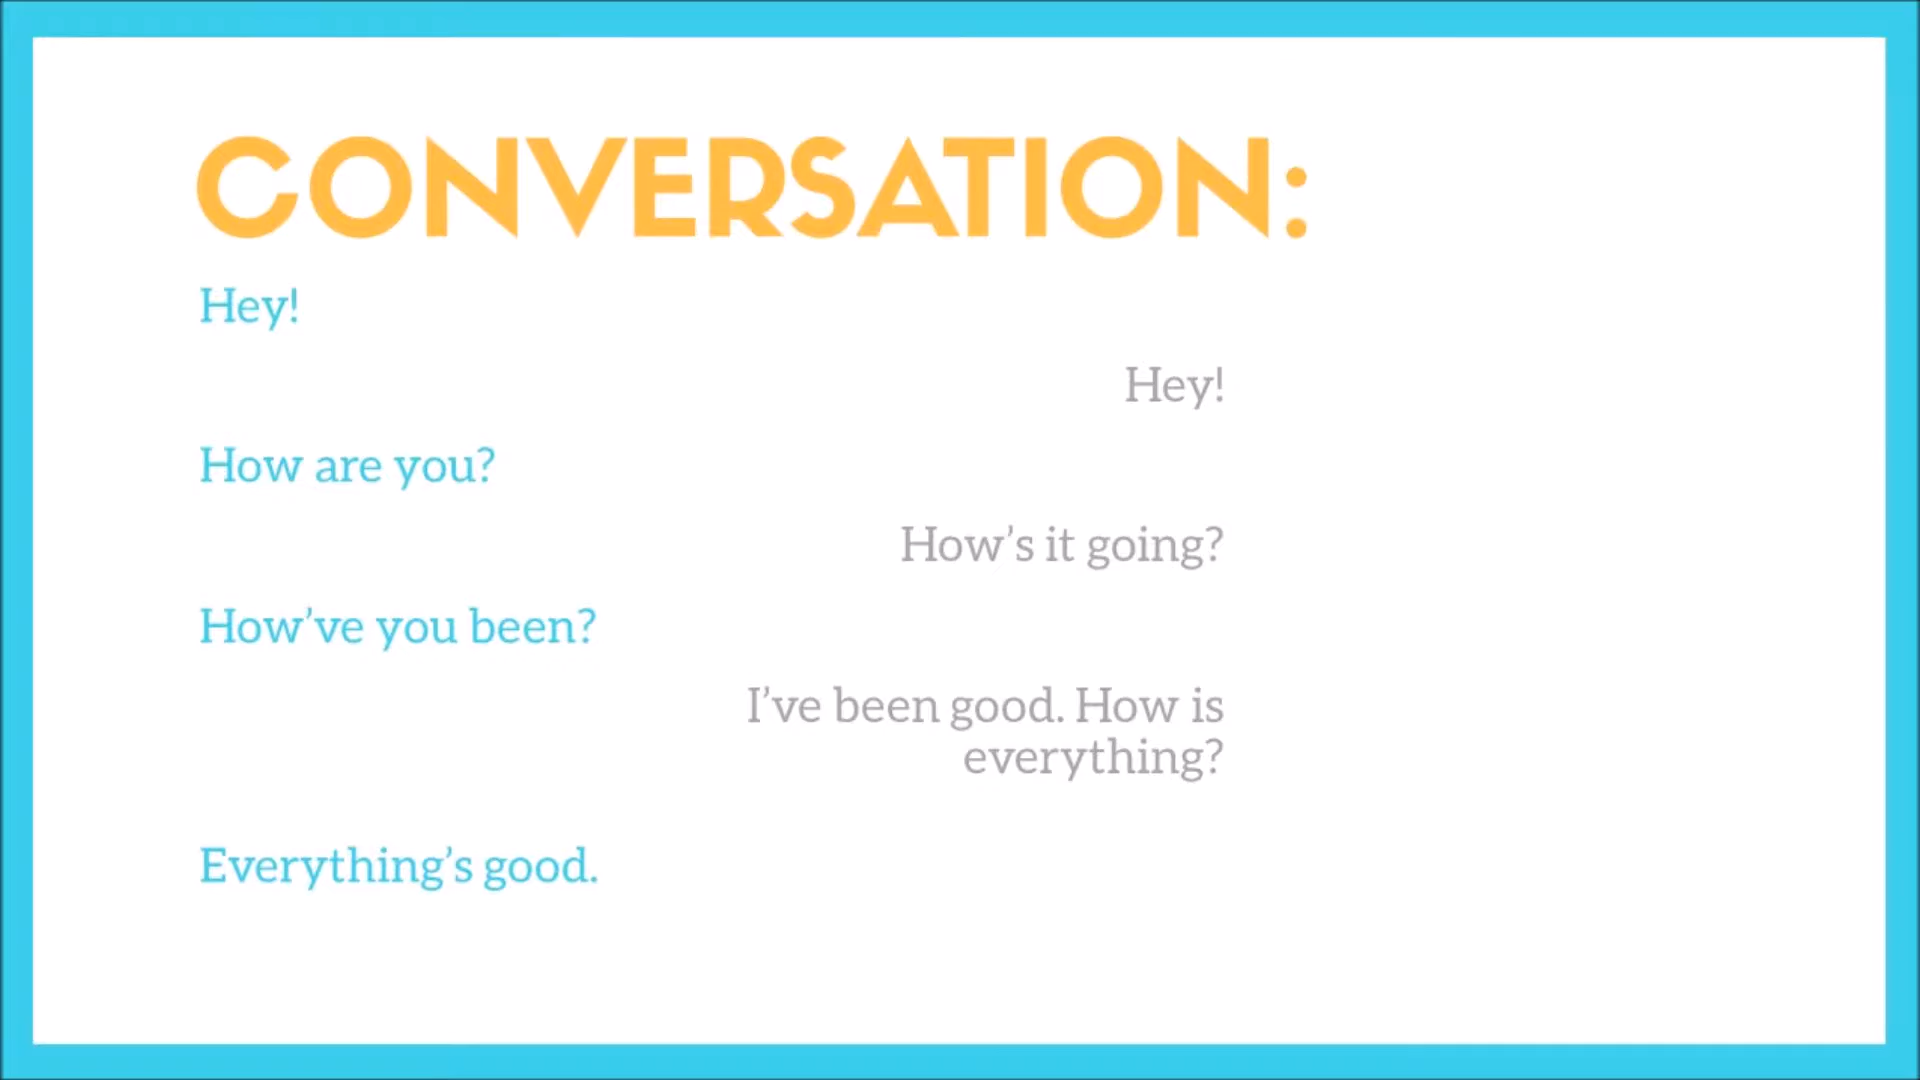 CONVERSATION:
Hey!
Hey!
How are you?
How’s it going?
How’ve you been?
I’ve been good. How is
everything?
Everything’s good.